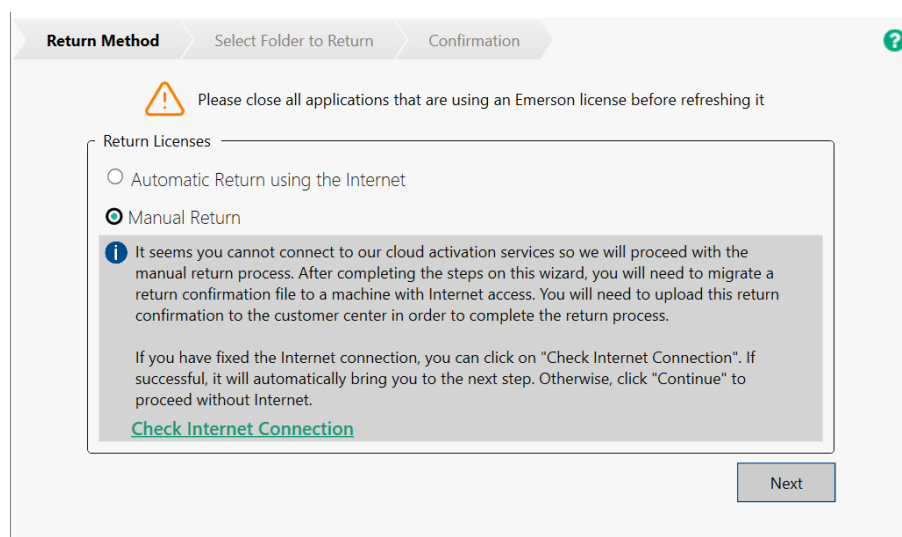 Return Method Select Folder to Return Confirmation ?
! Please close all applications that are using an Emerson license before refreshing it
Return Licenses
Automatic Return using the Internet
Manual Return
i It seems you cannot connect to our cloud activation services so we will proceed with the
manual return process. After completing the steps on this wizard, you will need to migrate a
return confirmation file to a machine with Internet access. You will need to upload this return
confirmation to the customer center in order to complete the return process.
If you have fixed the Internet connection, you can click on "Check Internet Connection". If
successful, it will automatically bring you to the next step. Otherwise, click "Continue" to
proceed without Internet.
Check Internet Connection
Next